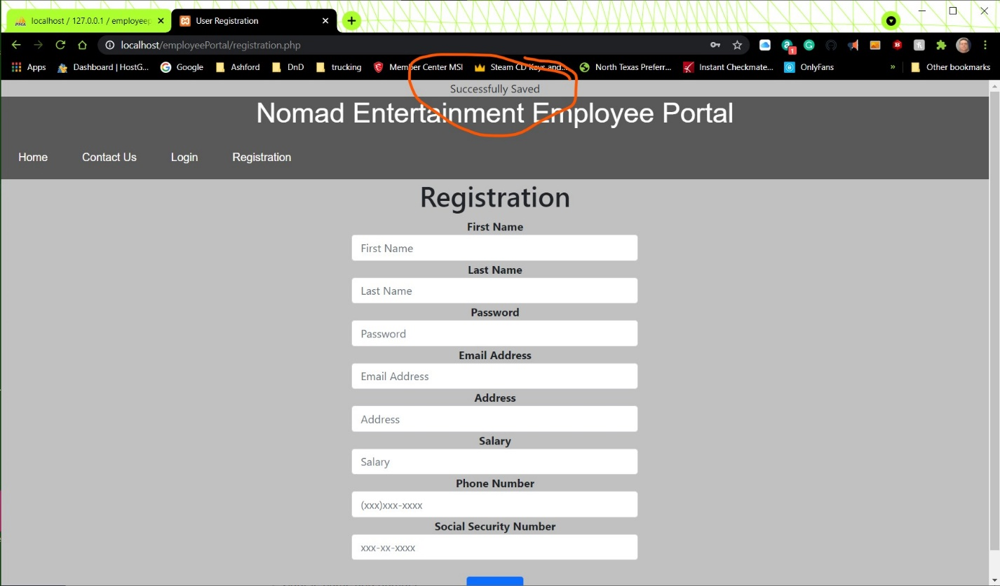 localhost / 127.0.0.1 / employeep
User Registration
localhost/employeePortal/registration.php
Apps Dashboard | HostG... Google Ashford DnD trucking Member Center MSI Steam CD Keys and... North Texas Preferr... Instant Checkmate... OnlyFans » Other bookmarks
Successfully Saved
Nomad Entertainment Employee Portal
Home Contact Us Login Registration
Registration
First Name
First Name
Last Name
Last Name
Password
Password
Email Address
Email Address
Address
Address
Salary
Salary
Phone Number
(xxx)xxx-xxxx
Social Security Number
xxx-xx-xxxx